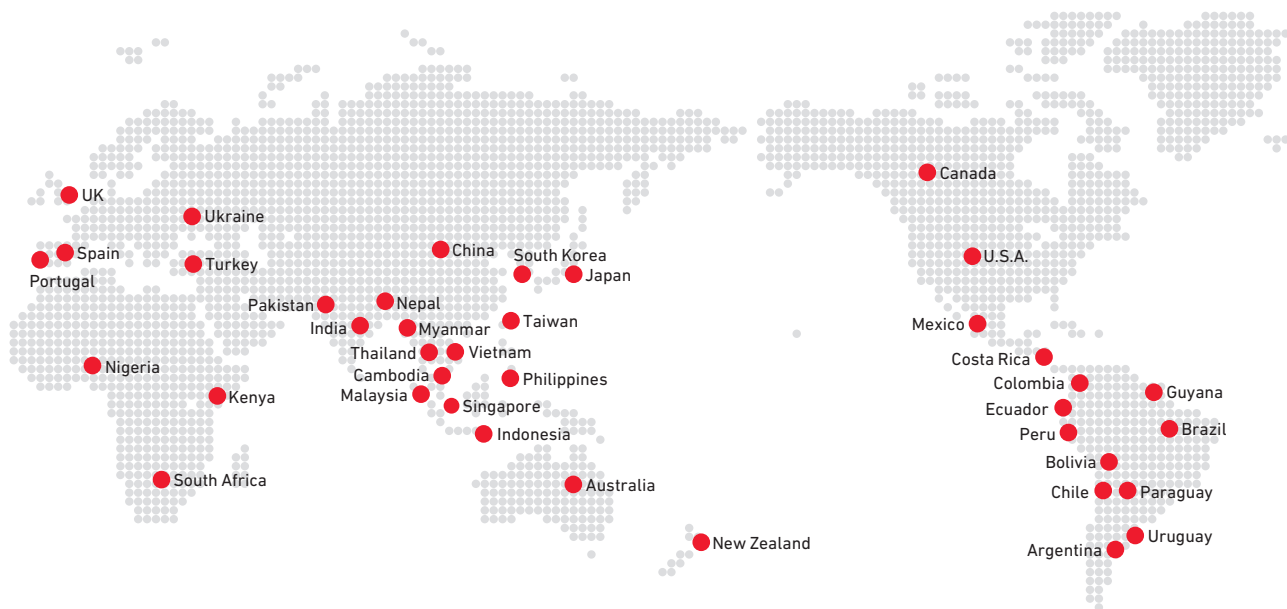 UK
Ukraine
Spain
Portugal
Turkey
China
South Korea
Japan
Pakistan
Nepal
India
Myanmar
Taiwan
Thailand
Vietnam
Cambodia
Philippines
Malaysia
Singapore
Indonesia
Nigeria
Kenya
South Africa
Australia
New Zealand
Canada
U.S.A.
Mexico
Costa Rica
Colombia
Guyana
Ecuador
Peru
Brazil
Bolivia
Chile
Paraguay
Uruguay
Argentina